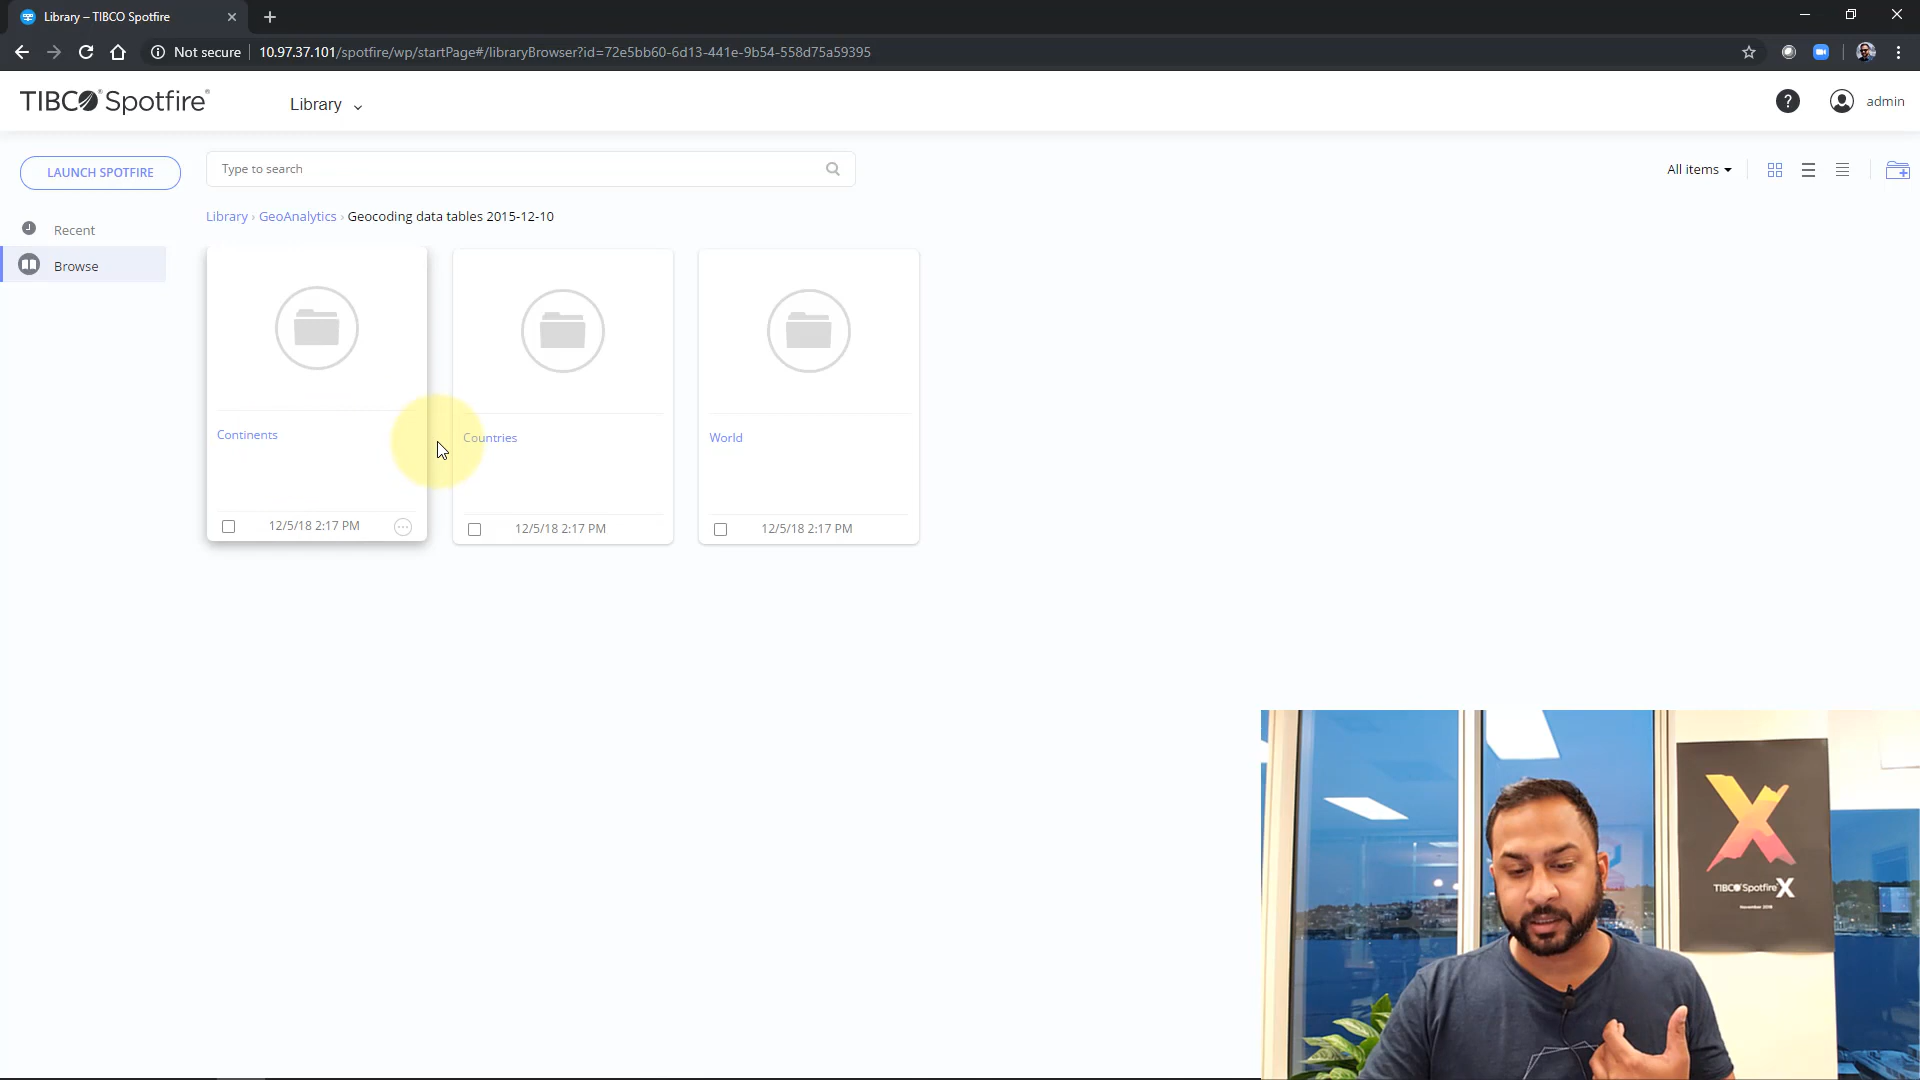 Library – TIBCO Spotfire
Not secure
10.97.37.101/spotfire/wp/startPage#/libraryBrowser?id=72e5bb60-6d13-441e-9b54-558d75a59395
TIBCO Spotfire®
Library
?
admin
LAUNCH SPOTFIRE
Type to search
All items
Library › GeoAnalytics › Geocoding data tables 2015-12-10
Recent
Browse
Continents
Countries
World
12/5/18 2:17 PM
12/5/18 2:17 PM
12/5/18 2:17 PM
X
TIBCO Spotfire X
November 2018